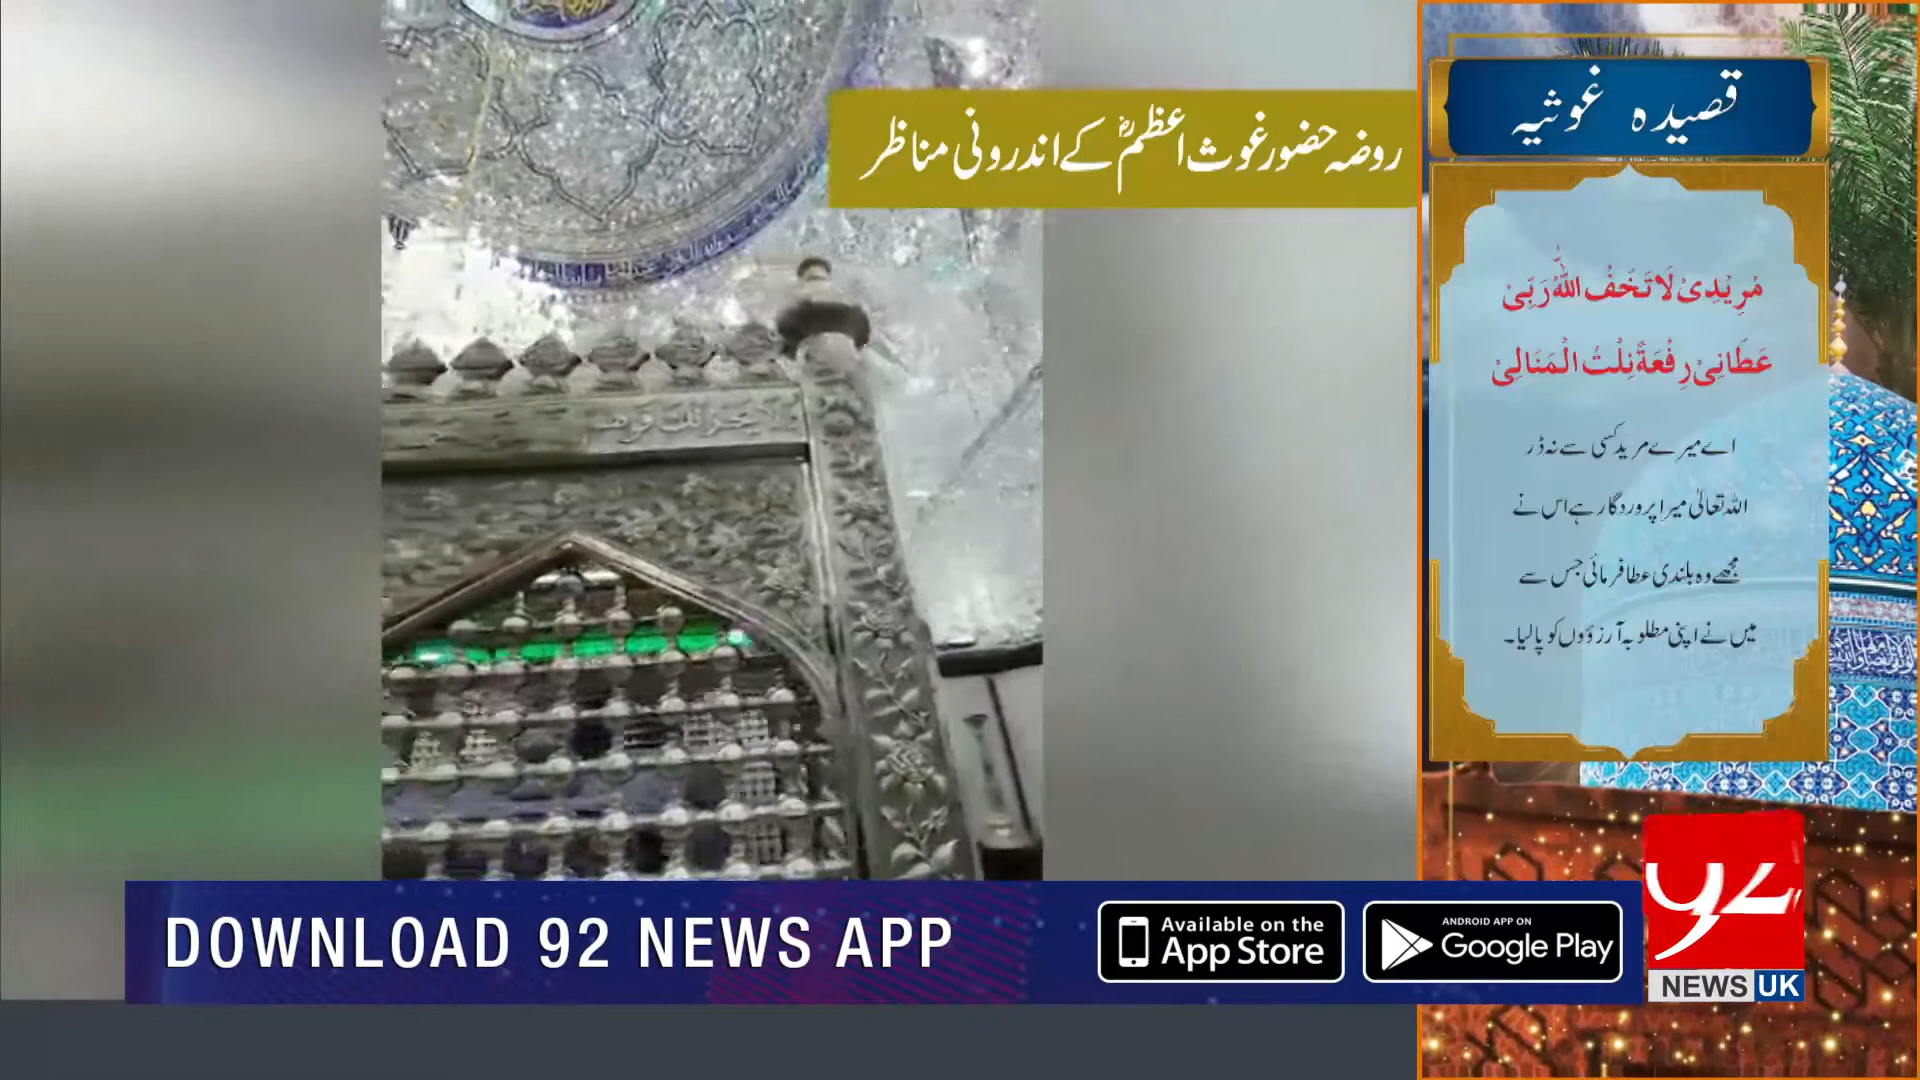 روضہ حضور غوث اعظمؓ کے اندرونی مناظر
قصیدہ غوثیہ
مُرِيْدِیْ لَا تَخَفْ اَللّٰهُ رَبِّیْ
عَطَانِیْ رِفْعَةً نِلْتُ الْمَنَالِیْ
اے میرے مرید کسی سے نہ ڈر
اللہ تعالیٰ میرا پروردگار ہے اس نے
مجھے وہ بلندی عطا فرمائی جس سے
میں نے اپنی مطلوبہ آرزوؤں کو پالیا۔
DOWNLOAD 92 NEWS APP
Available on the
App Store
ANDROID APP ON
Google Play
92
NEWS UK